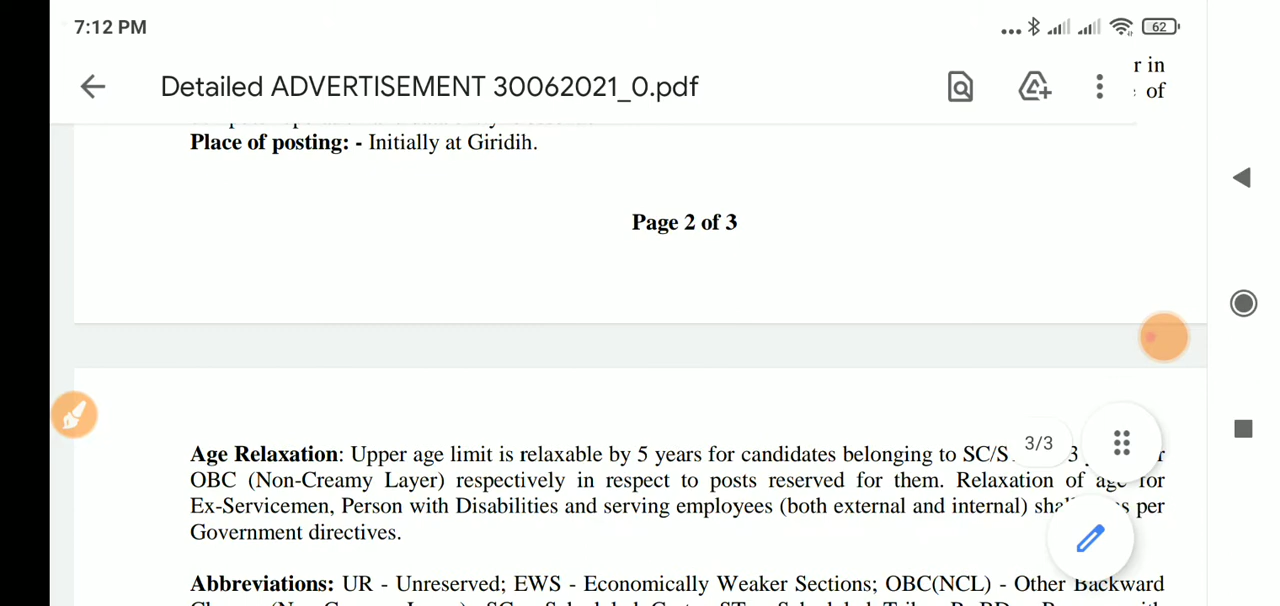 7:12 PM
62
r in
Detailed ADVERTISEMENT 30062021_0.pdf
of
Place of posting: - Initially at Giridih.
Page 2 of 3
Age Relaxation: Upper age limit is relaxable by 5 years for candidates belonging to SC/S 3
3/3
OBC (Non-Creamy Layer) respectively in respect to posts reserved for them. Relaxation of age for
Ex-Servicemen, Person with Disabilities and serving employees (both external and internal) per
Government directives.
Abbreviations: UR - Unreserved; EWS - Economically Weaker Sections; OBC(NCL) - Other Backward